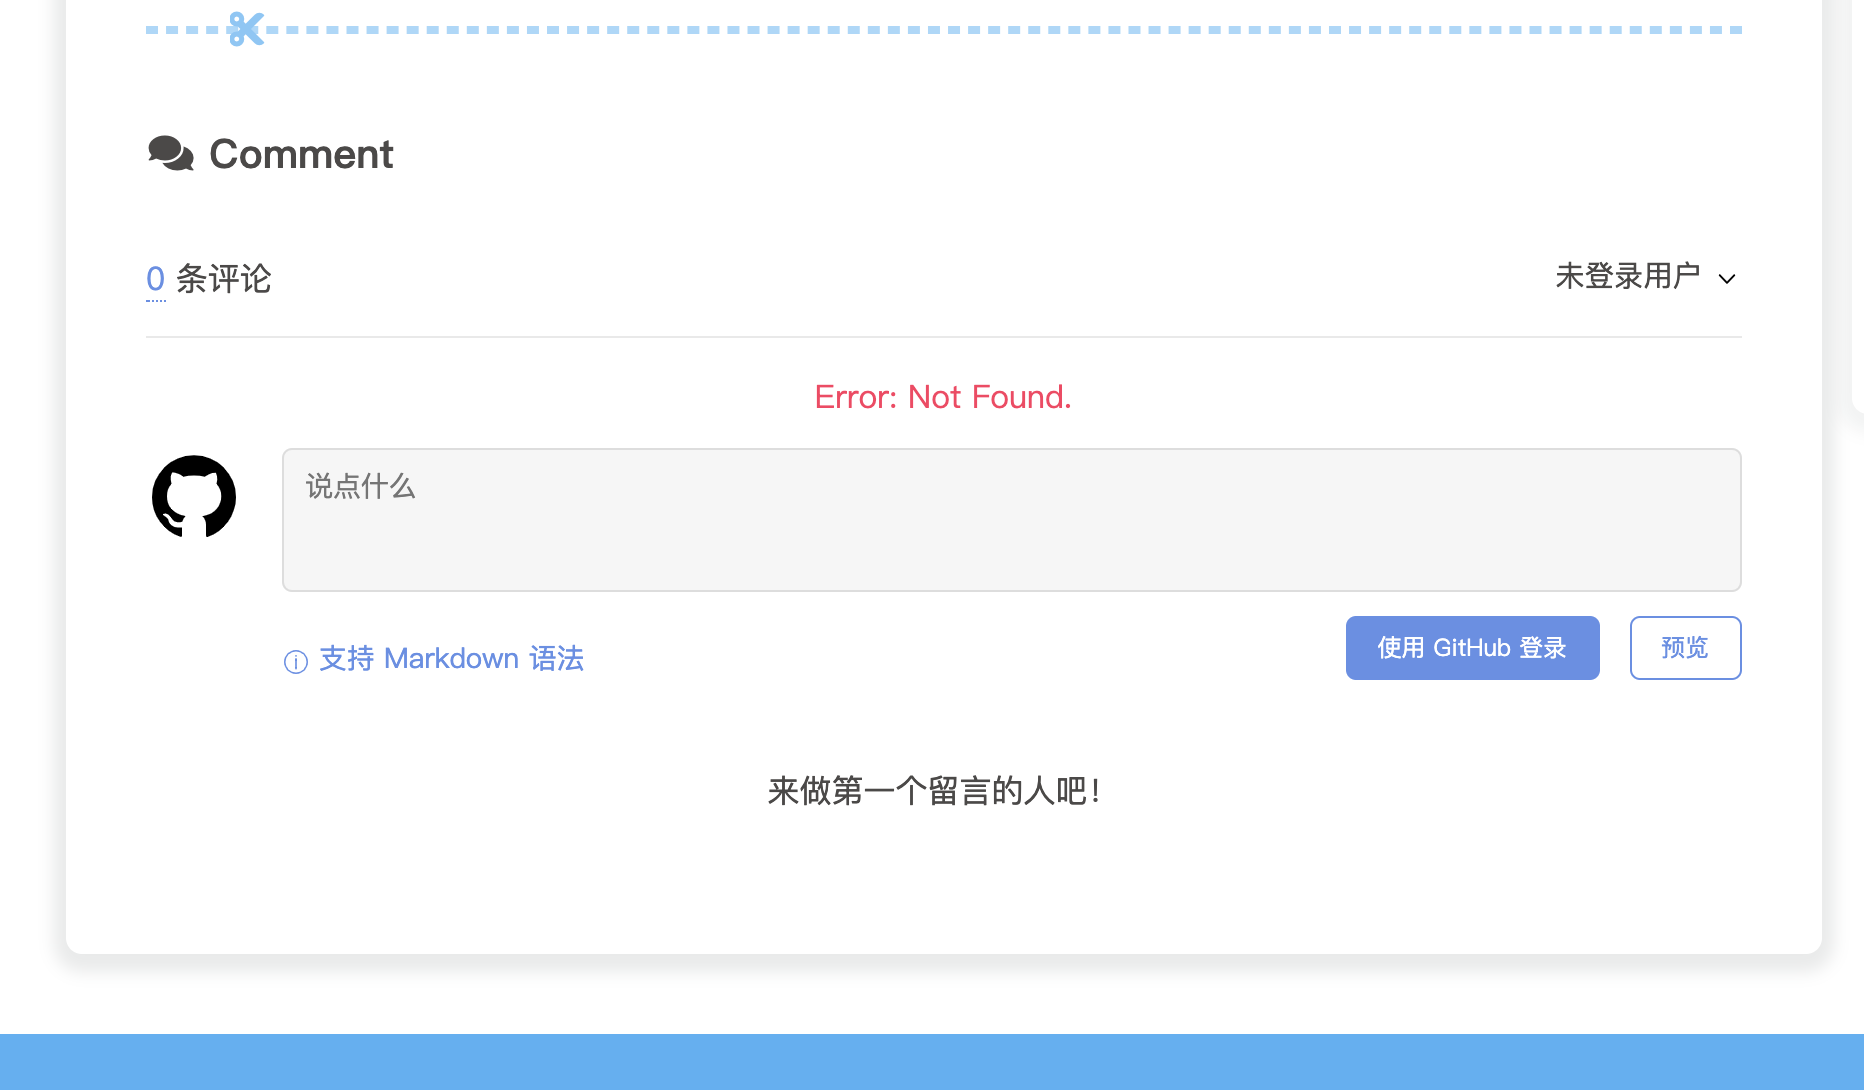 Comment
0 条评论
未登录用户
Error: Not Found.
说点什么
支持 Markdown 语法
使用 GitHub 登录
预览
来做第一个留言的人吧！